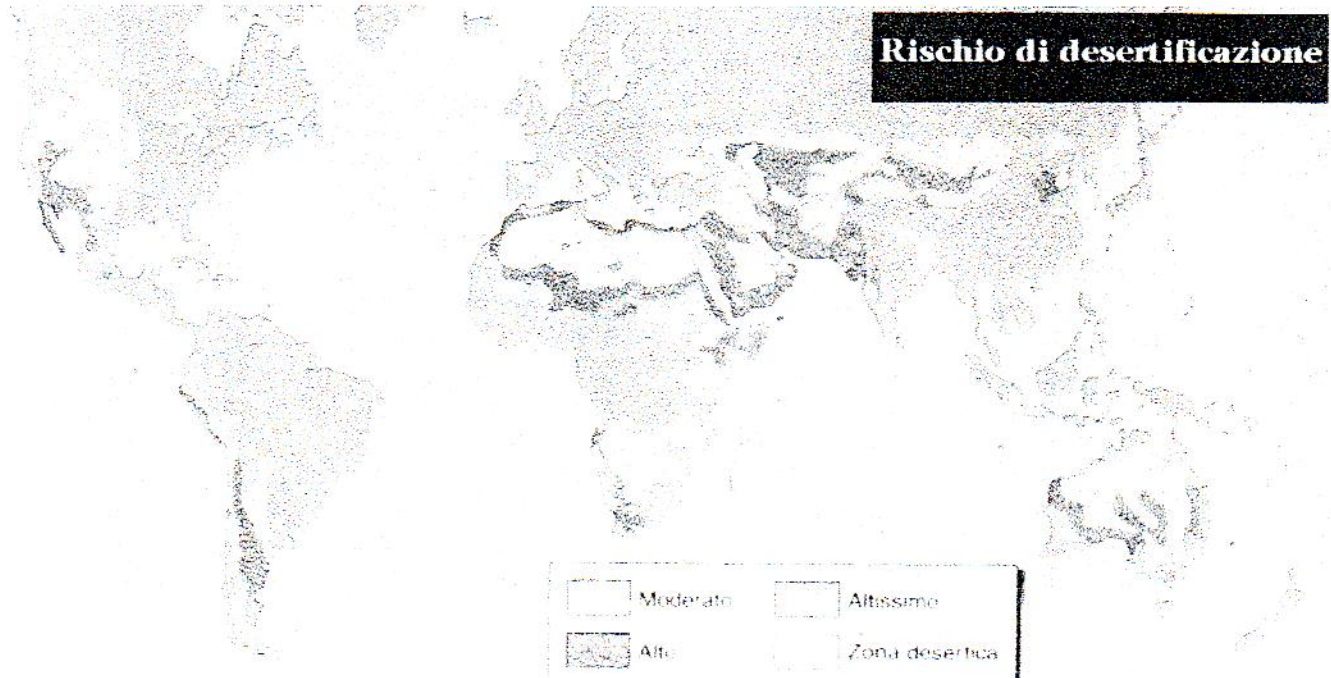 Rischio di desertificazione
Moderato
Altissimo
Alto
Zona desertica